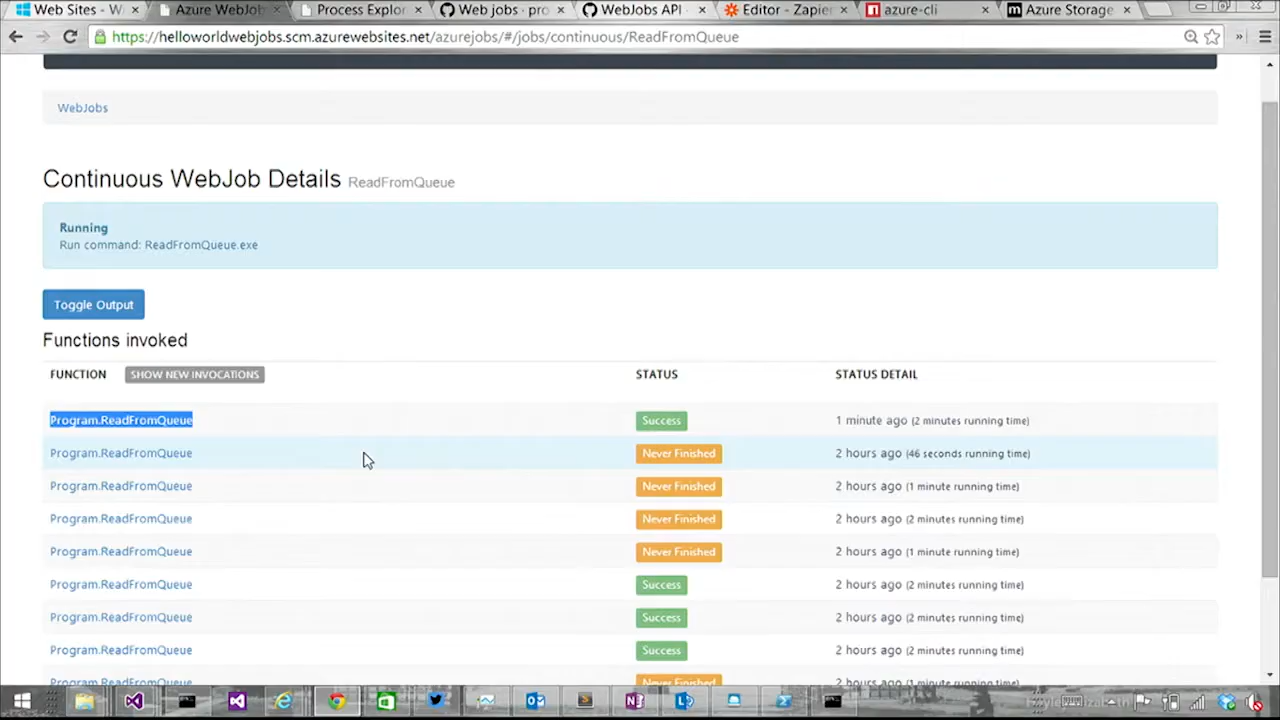 Web Sites - W
Azure WebJob
Process Explor
Web jobs · pro
WebJobs API ·
Editor - Zapier
azure-cli
Azure Storage
https://helloworldwebjobs.scm.azurewebsites.net/azurejobs/#/jobs/continuous/ReadFromQueue
WebJobs
Continuous WebJob Details ReadFromQueue
Running
Run command: ReadFromQueue.exe
Toggle Output
Functions invoked
FUNCTION SHOW NEW INVOCATIONS STATUS STATUS DETAIL
Program.ReadFromQueue Success 1 minute ago (2 minutes running time)
Program.ReadFromQueue Never Finished 2 hours ago (46 seconds running time)
Program.ReadFromQueue Never Finished 2 hours ago (1 minute running time)
Program.ReadFromQueue Never Finished 2 hours ago (2 minutes running time)
Program.ReadFromQueue Never Finished 2 hours ago (1 minute running time)
Program.ReadFromQueue Success 2 hours ago (2 minutes running time)
Program.ReadFromQueue Success 2 hours ago (2 minutes running time)
Program.ReadFromQueue Success 2 hours ago (2 minutes running time)
Never Finished